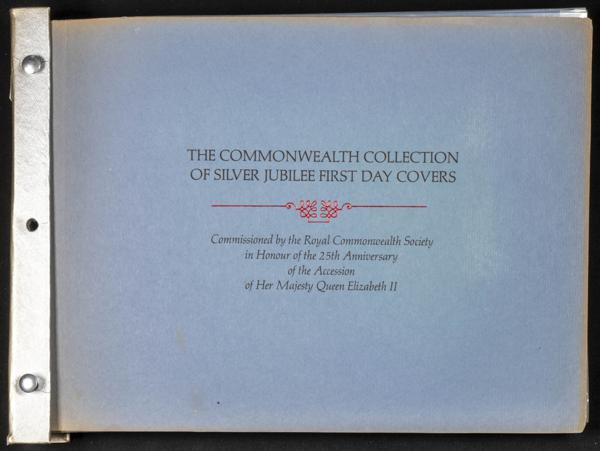 THE COMMONWEALTH COLLECTION
OF SILVER JUBILEE FIRST DAY COVERS
Commissioned by the Royal Commonwealth Society
in Honour of the 25th Anniversary
of the Accession
of Her Majesty Queen Elizabeth II